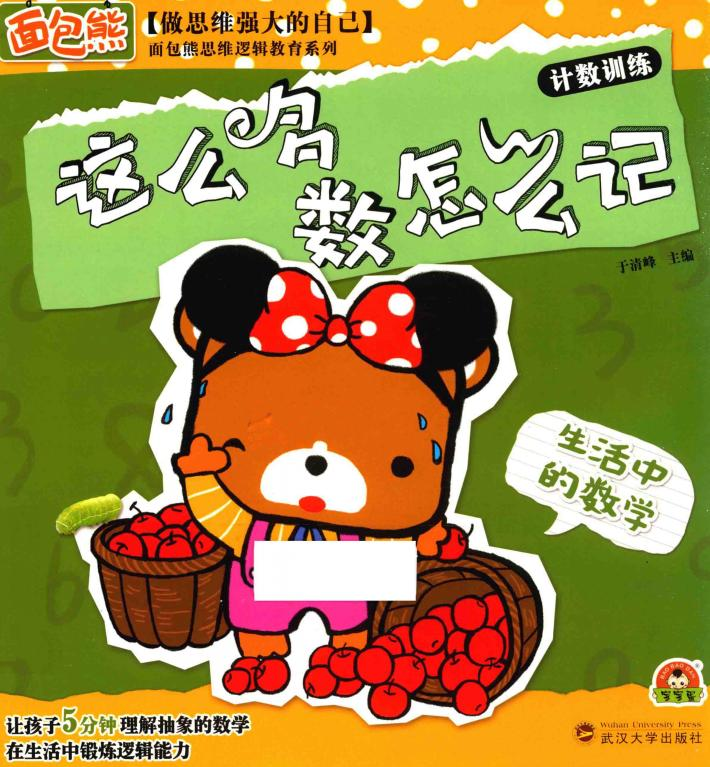 面包熊
【做思维强大的自己】
面包熊思维逻辑教育系列
计数训练
这么多
数怎么记
于清峰 主编
生活中
的数学
BAO BAO DAN
宝宝蛋
让孩子5分钟理解抽象的数学
在生活中锻炼逻辑能力
Wuhan University Press
武汉大学出版社